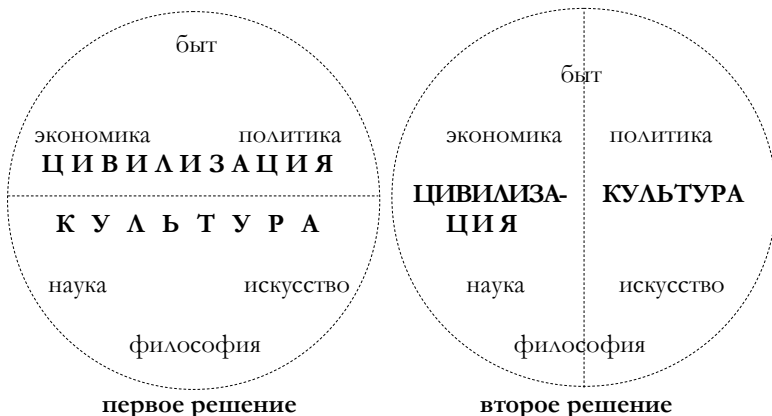 быт
экономика политика
ЦИВИЛИЗАЦИЯ
КУЛЬТУРА
наука искусство
философия
первое решение
быт
экономика политика
ЦИВИЛИЗА- КУЛЬТУРА
ЦИЯ
наука искусство
философия
второе решение